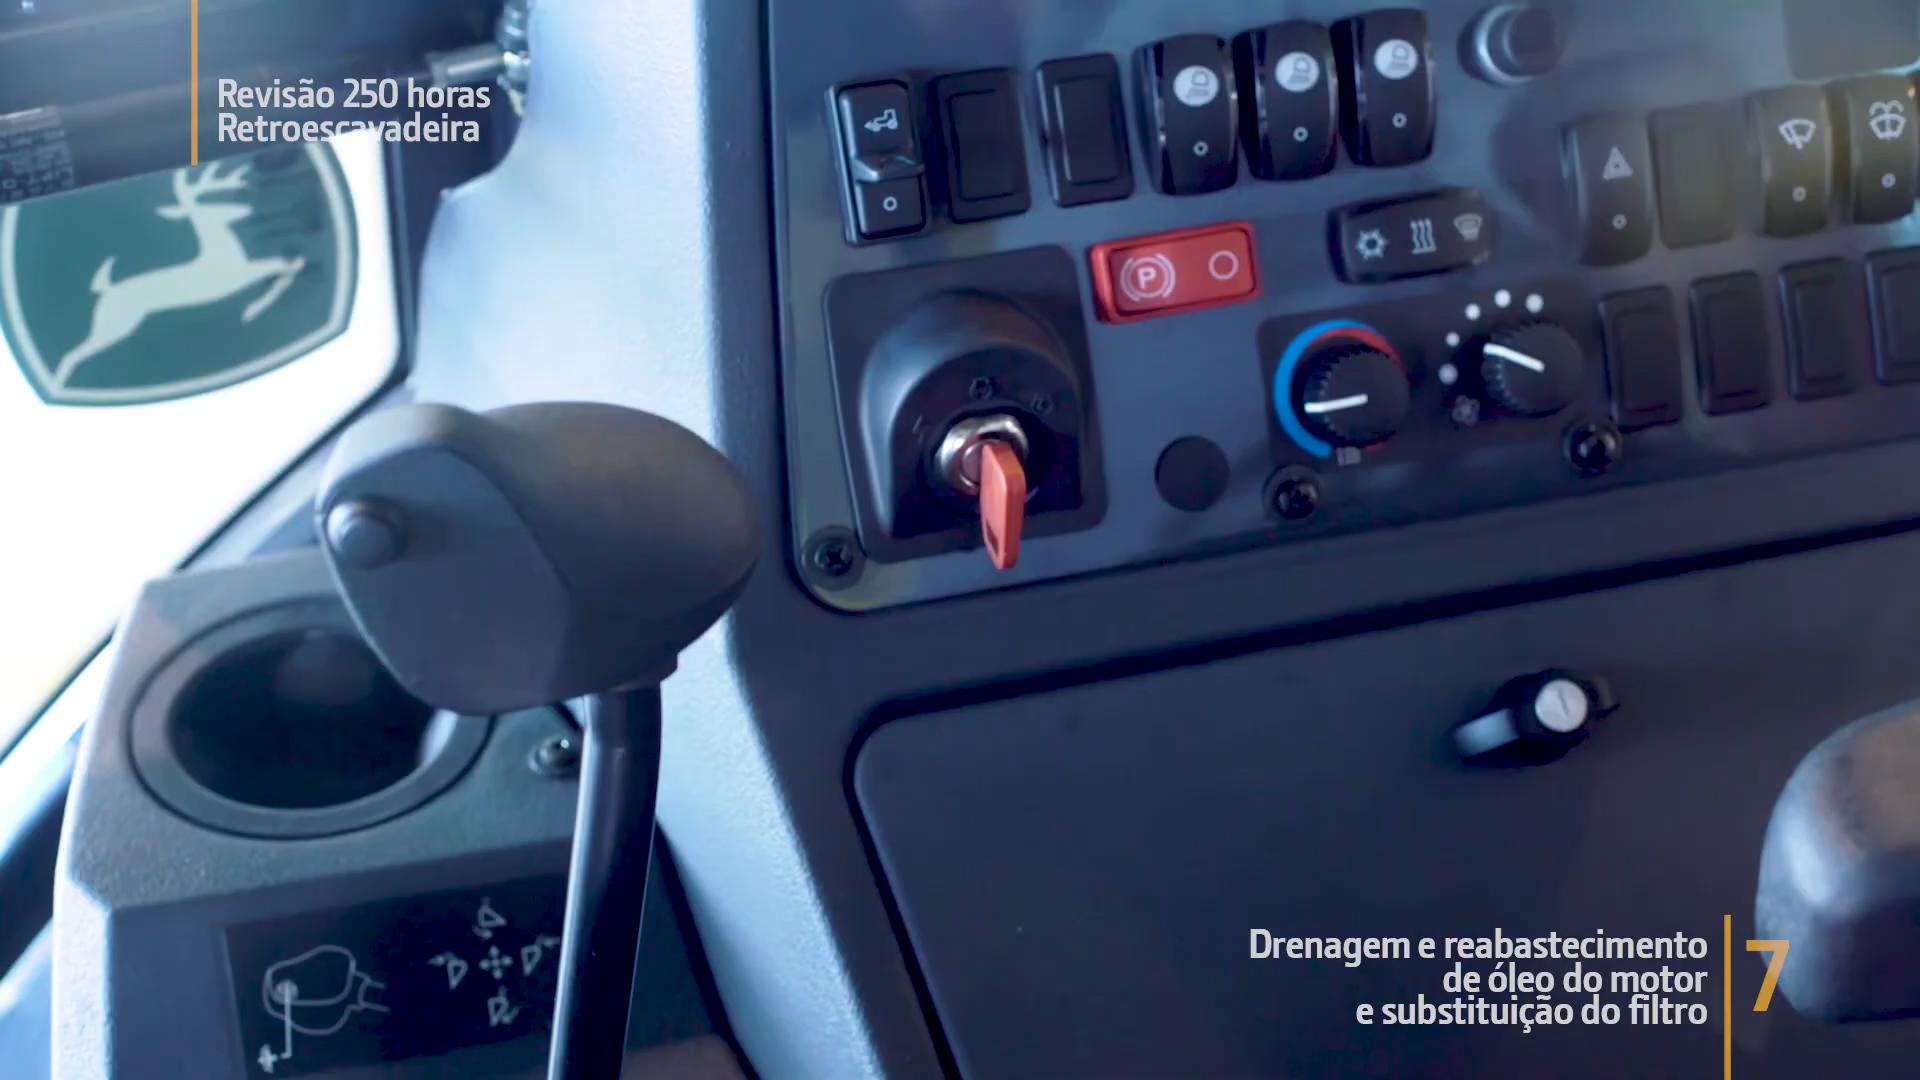 Revisão 250 horas
Retroescavadeira
P
Drenagem e reabastecimento
de óleo do motor
e substituição do filtro
7